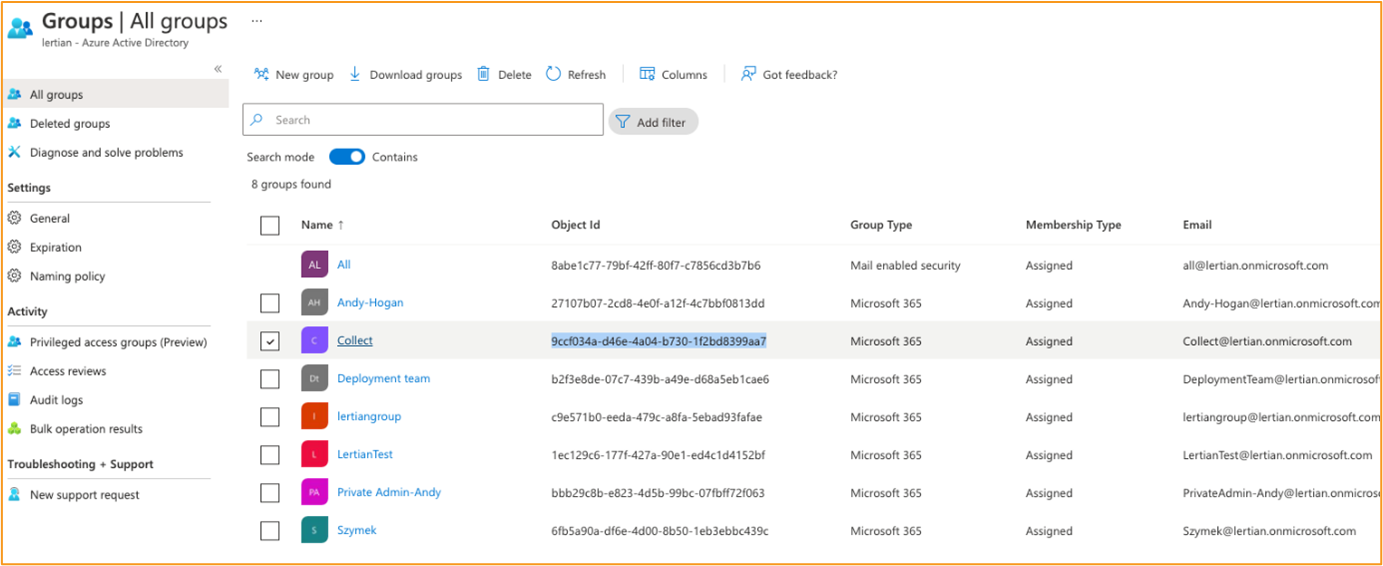 Groups | All groups ...
lertian - Azure Active Directory
«
All groups
Deleted groups
Diagnose and solve problems
Settings
General
Expiration
Naming policy
Activity
Privileged access groups (Preview)
Access reviews
Audit logs
Bulk operation results
Troubleshooting + Support
New support request
New group Download groups Delete Refresh Columns Got feedback?
Search Add filter
Search mode Contains
8 groups found
Name ↑ Object Id Group Type Membership Type Email
AL All 8abe1c77-79bf-42ff-80f7-c7856cd3b7b6 Mail enabled security Assigned all@lertian.onmicrosoft.com
AH Andy-Hogan 27107b07-2cd8-4e0f-a12f-4c7bbf0813dd Microsoft 365 Assigned Andy-Hogan@lertian.onmicrosoft.com
C Collect 9ccf034a-d46e-4a04-b730-1f2bd8399aa7 Microsoft 365 Assigned Collect@lertian.onmicrosoft.com
Dt Deployment team b2f3e8de-07c7-439b-a49e-d68a5eb1cae6 Microsoft 365 Assigned DeploymentTeam@lertian.onmicrosoft
l lertiangroup c9e571b0-eeda-479c-a8fa-5ebad93fafae Microsoft 365 Assigned lertiangroup@lertian.onmicrosoft.com
L LertianTest 1ec129c6-177f-427a-90e1-ed4c1d4152bf Microsoft 365 Assigned LertianTest@lertian.onmicrosoft.com
PA Private Admin-Andy bbb29c8b-e823-4d5b-99bc-07fbff72f063 Microsoft 365 Assigned PrivateAdmin-Andy@lertian.onmicros
S Szymek 6fb5a90a-df6e-4d00-8b50-1eb3ebbc439c Microsoft 365 Assigned Szymek@lertian.onmicrosoft.com